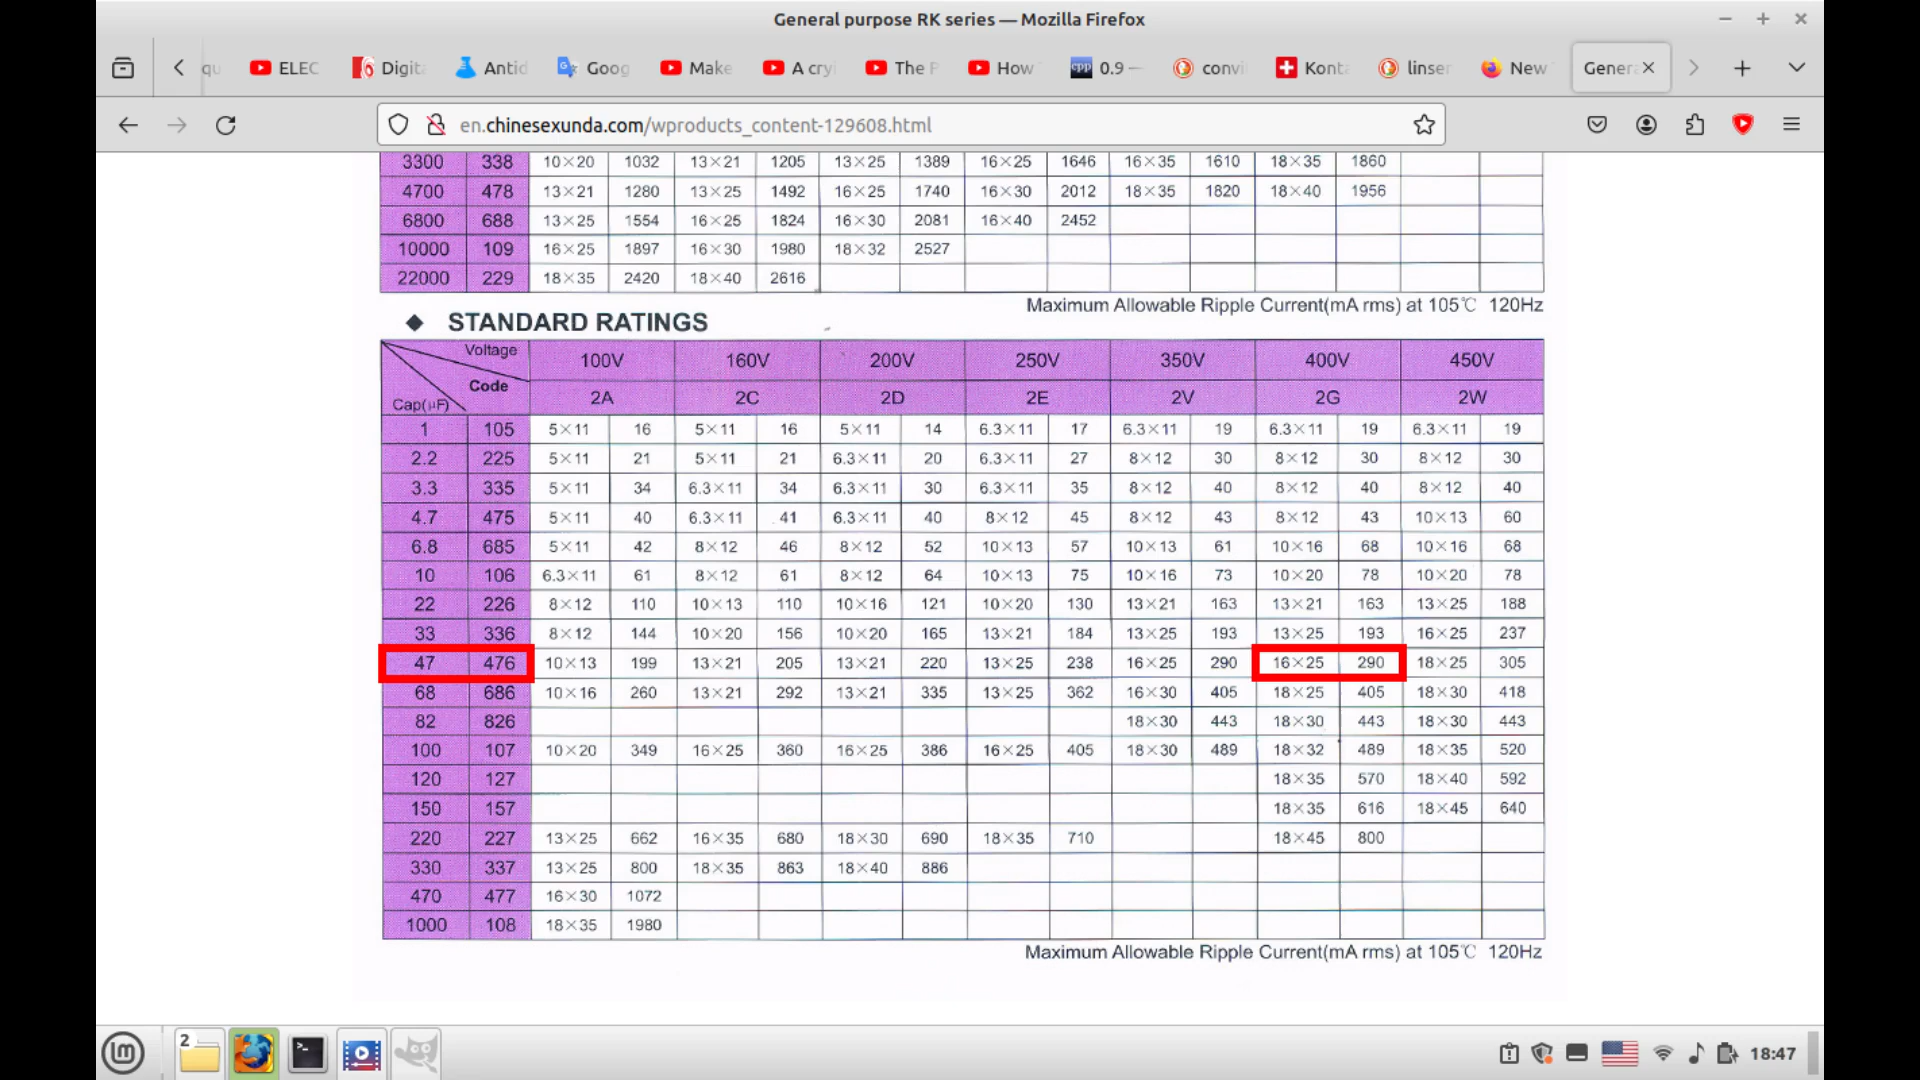 General purpose RK series — Mozilla Firefox
ELEC Digit Antid Goog Make A cry The P How 0.9 — convi Konta linser New Gener
en.chinesexunda.com/wproducts_content-129608.html
3300 338 10×20 1032 13×21 1205 13×25 1389 16×25 1646 16×35 1610 18×35 1860
4700 478 13×21 1280 13×25 1492 16×25 1740 16×30 2012 18×35 1820 18×40 1956
6800 688 13×25 1554 16×25 1824 16×30 2081 16×40 2452
10000 109 16×25 1897 16×30 1980 18×32 2527
22000 229 18×35 2420 18×40 2616
Maximum Allowable Ripple Current(mA rms) at 105℃ 120Hz
◆ STANDARD RATINGS
Voltage 100V 160V 200V 250V 350V 400V 450V
Cap(μF) Code 2A 2C 2D 2E 2V 2G 2W
1 105 5×11 16 5×11 16 5×11 14 6.3×11 17 6.3×11 19 6.3×11 19 6.3×11 19
2.2 225 5×11 21 5×11 21 6.3×11 20 6.3×11 27 8×12 30 8×12 30 8×12 30
3.3 335 5×11 34 6.3×11 34 6.3×11 30 6.3×11 35 8×12 40 8×12 40 8×12 40
4.7 475 5×11 40 6.3×11 41 6.3×11 40 8×12 45 8×12 43 8×12 43 10×13 60
6.8 685 5×11 42 8×12 46 8×12 52 10×13 57 10×13 61 10×16 68 10×16 68
10 106 6.3×11 61 8×12 61 8×12 64 10×13 75 10×16 73 10×20 78 10×20 78
22 226 8×12 110 10×13 110 10×16 121 10×20 130 13×21 163 13×21 163 13×25 188
33 336 8×12 144 10×20 156 10×20 165 13×21 184 13×25 193 13×25 193 16×25 237
47 476 10×13 199 13×21 205 13×21 220 13×25 238 16×25 290 16×25 290 18×25 305
68 686 10×16 260 13×21 292 13×21 335 13×25 362 16×30 405 18×25 405 18×30 418
82 826 18×30 443 18×30 443 18×30 443
100 107 10×20 349 16×25 360 16×25 386 16×25 405 18×30 489 18×32 489 18×35 520
120 127 18×35 570 18×40 592
150 157 18×35 616 18×45 640
220 227 13×25 662 16×35 680 18×30 690 18×35 710 18×45 800
330 337 13×25 800 18×35 863 18×40 886
470 477 16×30 1072
1000 108 18×35 1980
Maximum Allowable Ripple Current(mA rms) at 105℃ 120Hz
2
18:47